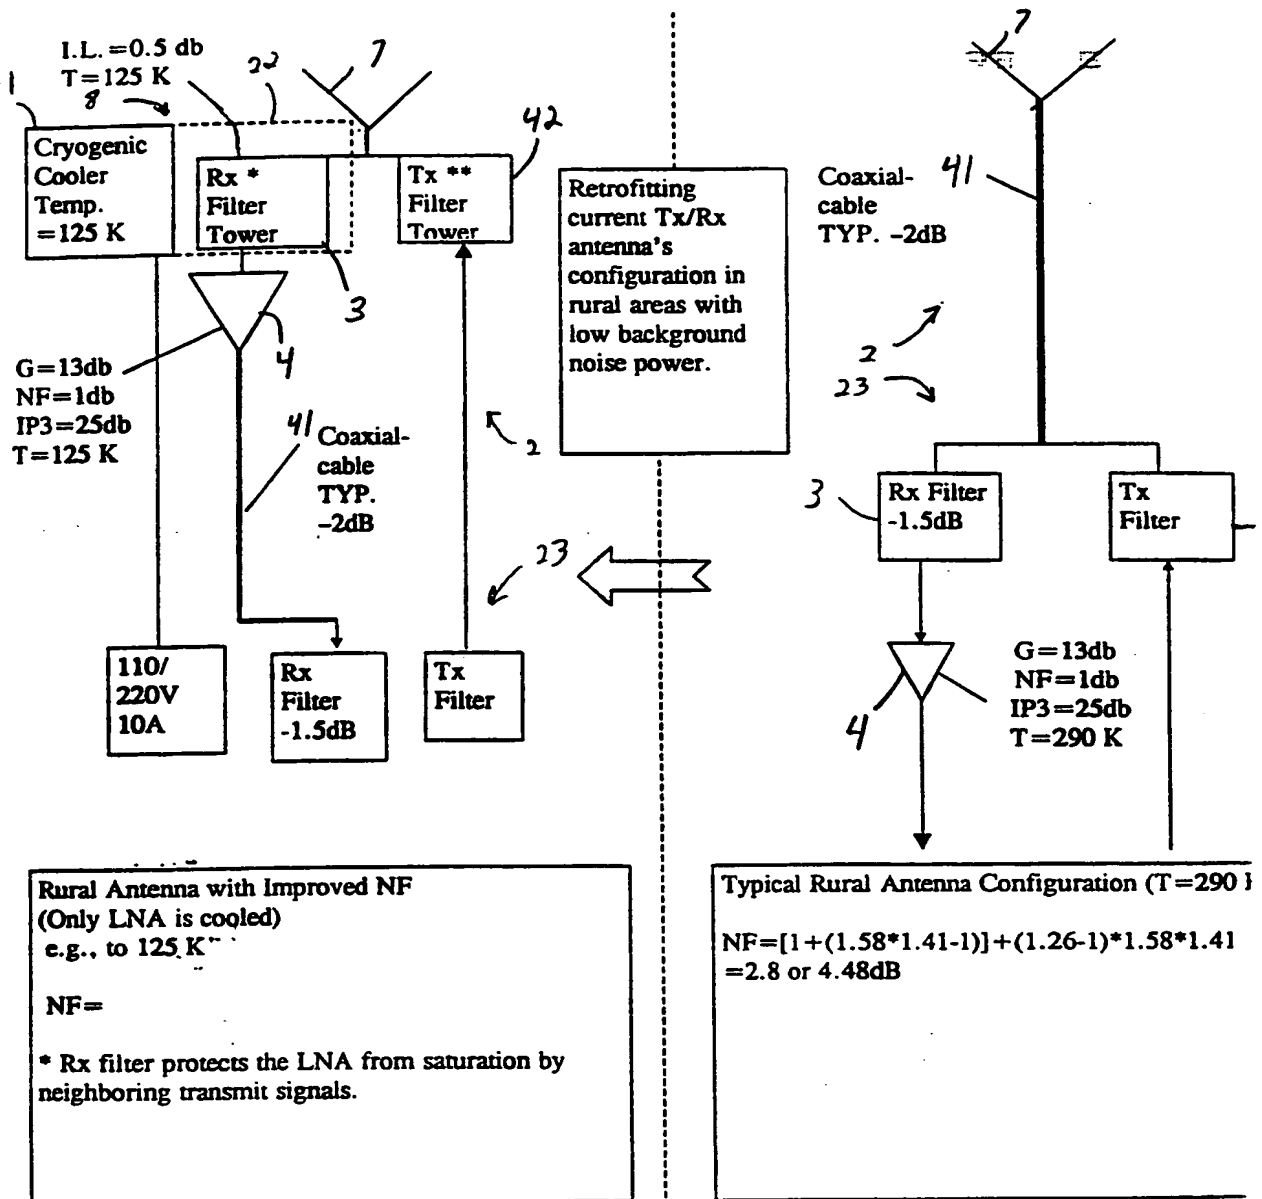 I.L.=0.5 db
T=125 K
8
22
7
1
42
Cryogenic
Cooler
Temp.
=125 K
Rx *
Filter
Tower
Tx **
Filter
Tower
3
4
G=13db
NF=1db
IP3=25db
T=125 K
41
Coaxial-
cable
TYP.
-2dB
2
23
110/
220V
10A
Rx
Filter
-1.5dB
Tx
Filter
Retrofitting
current Tx/Rx
antenna's
configuration in
rural areas with
low background
noise power.
7
Coaxial-
cable
TYP. -2dB
41
2
23
3
Rx Filter
-1.5dB
Tx
Filter
4
G=13db
NF=1db
IP3=25db
T=290 K
Rural Antenna with Improved NF
(Only LNA is cooled)
e.g., to 125 K
NF=
* Rx filter protects the LNA from saturation by
neighboring transmit signals.
Typical Rural Antenna Configuration (T=290
NF=[1+(1.58*1.41-1)]+(1.26-1)*1.58*1.41
=2.8 or 4.48dB